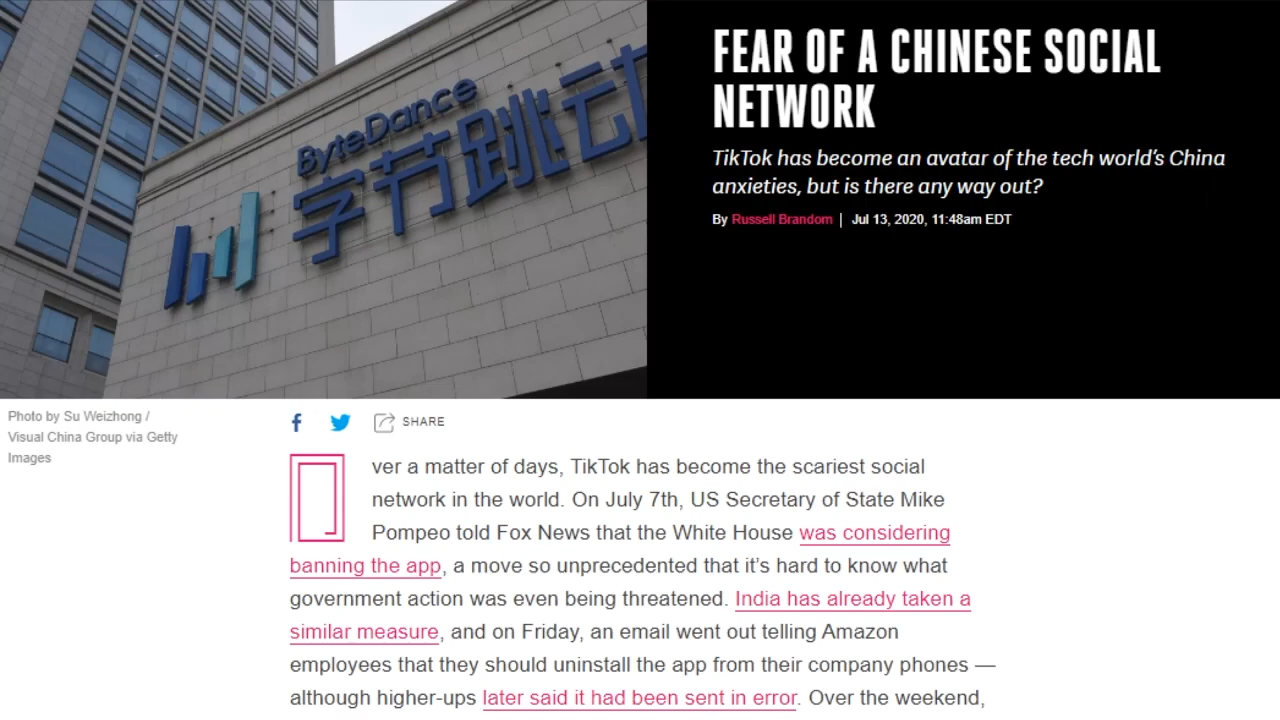 ByteDance
字节跳动
FEAR OF A CHINESE SOCIAL
NETWORK
TikTok has become an avatar of the tech world's China
anxieties, but is there any way out?
By Russell Brandom | Jul 13, 2020, 11:48am EDT
Photo by Su Weizhong /
Visual China Group via Getty
Images
SHARE
Over a matter of days, TikTok has become the scariest social
network in the world. On July 7th, US Secretary of State Mike
Pompeo told Fox News that the White House was considering
banning the app, a move so unprecedented that it's hard to know what
government action was even being threatened. India has already taken a
similar measure, and on Friday, an email went out telling Amazon
employees that they should uninstall the app from their company phones —
although higher-ups later said it had been sent in error. Over the weekend,